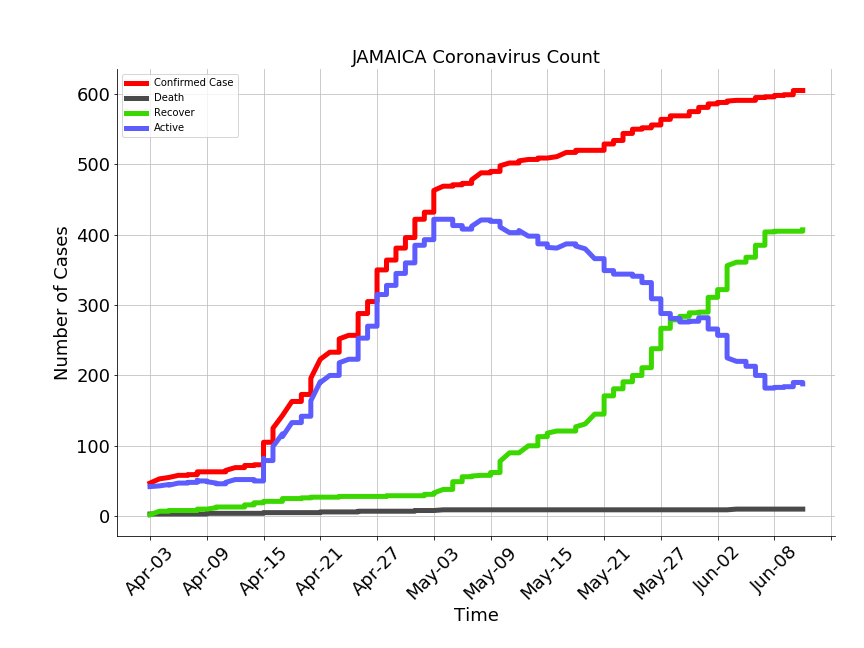 JAMAICA Coronavirus Count
Confirmed Case
Death
Recover
Active
Number of Cases
600
500
400
300
200
100
0
Apr-03
Apr-09
Apr-15
Apr-21
Apr-27
May-03
May-09
May-15
May-21
May-27
Jun-02
Jun-08
Time